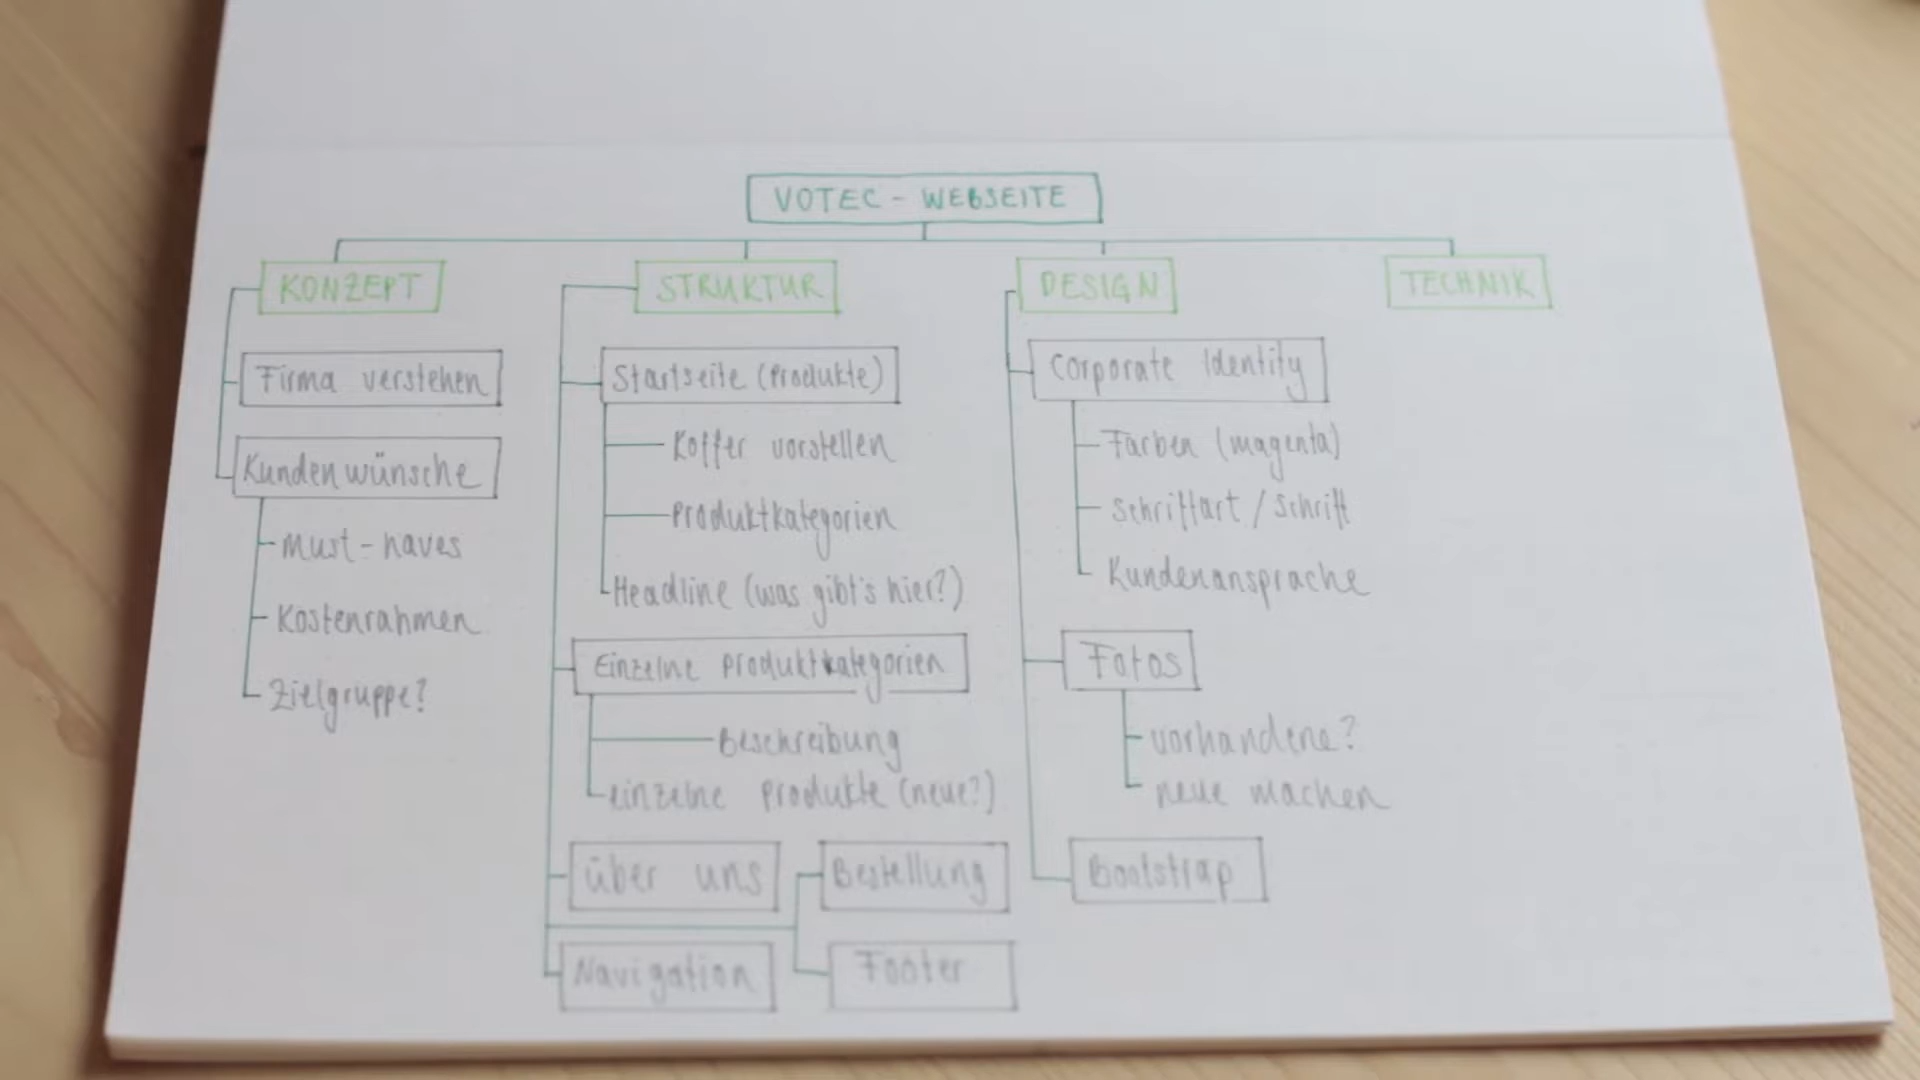 VOTEC - WEBSEITE
KONZEPT
Firma verstehen
Kundenwünsche
Must-haves
Kostenrahmen
Zielgruppe?
STRUKTUR
Startseite (Produkte)
Koffer vorstellen
Produktkategorien
Headline (was gibt's hier?)
Einzelne Produktkategorien
Beschreibung
einzelne Produkte (neue?)
über uns
Bestellung
Navigation
Footer
DESIGN
Corporate Identity
Farben (magenta)
Schriftart / Schrift
Kundenansprache
Fotos
vorhandene?
neue machen
Bootstrap
TECHNIK